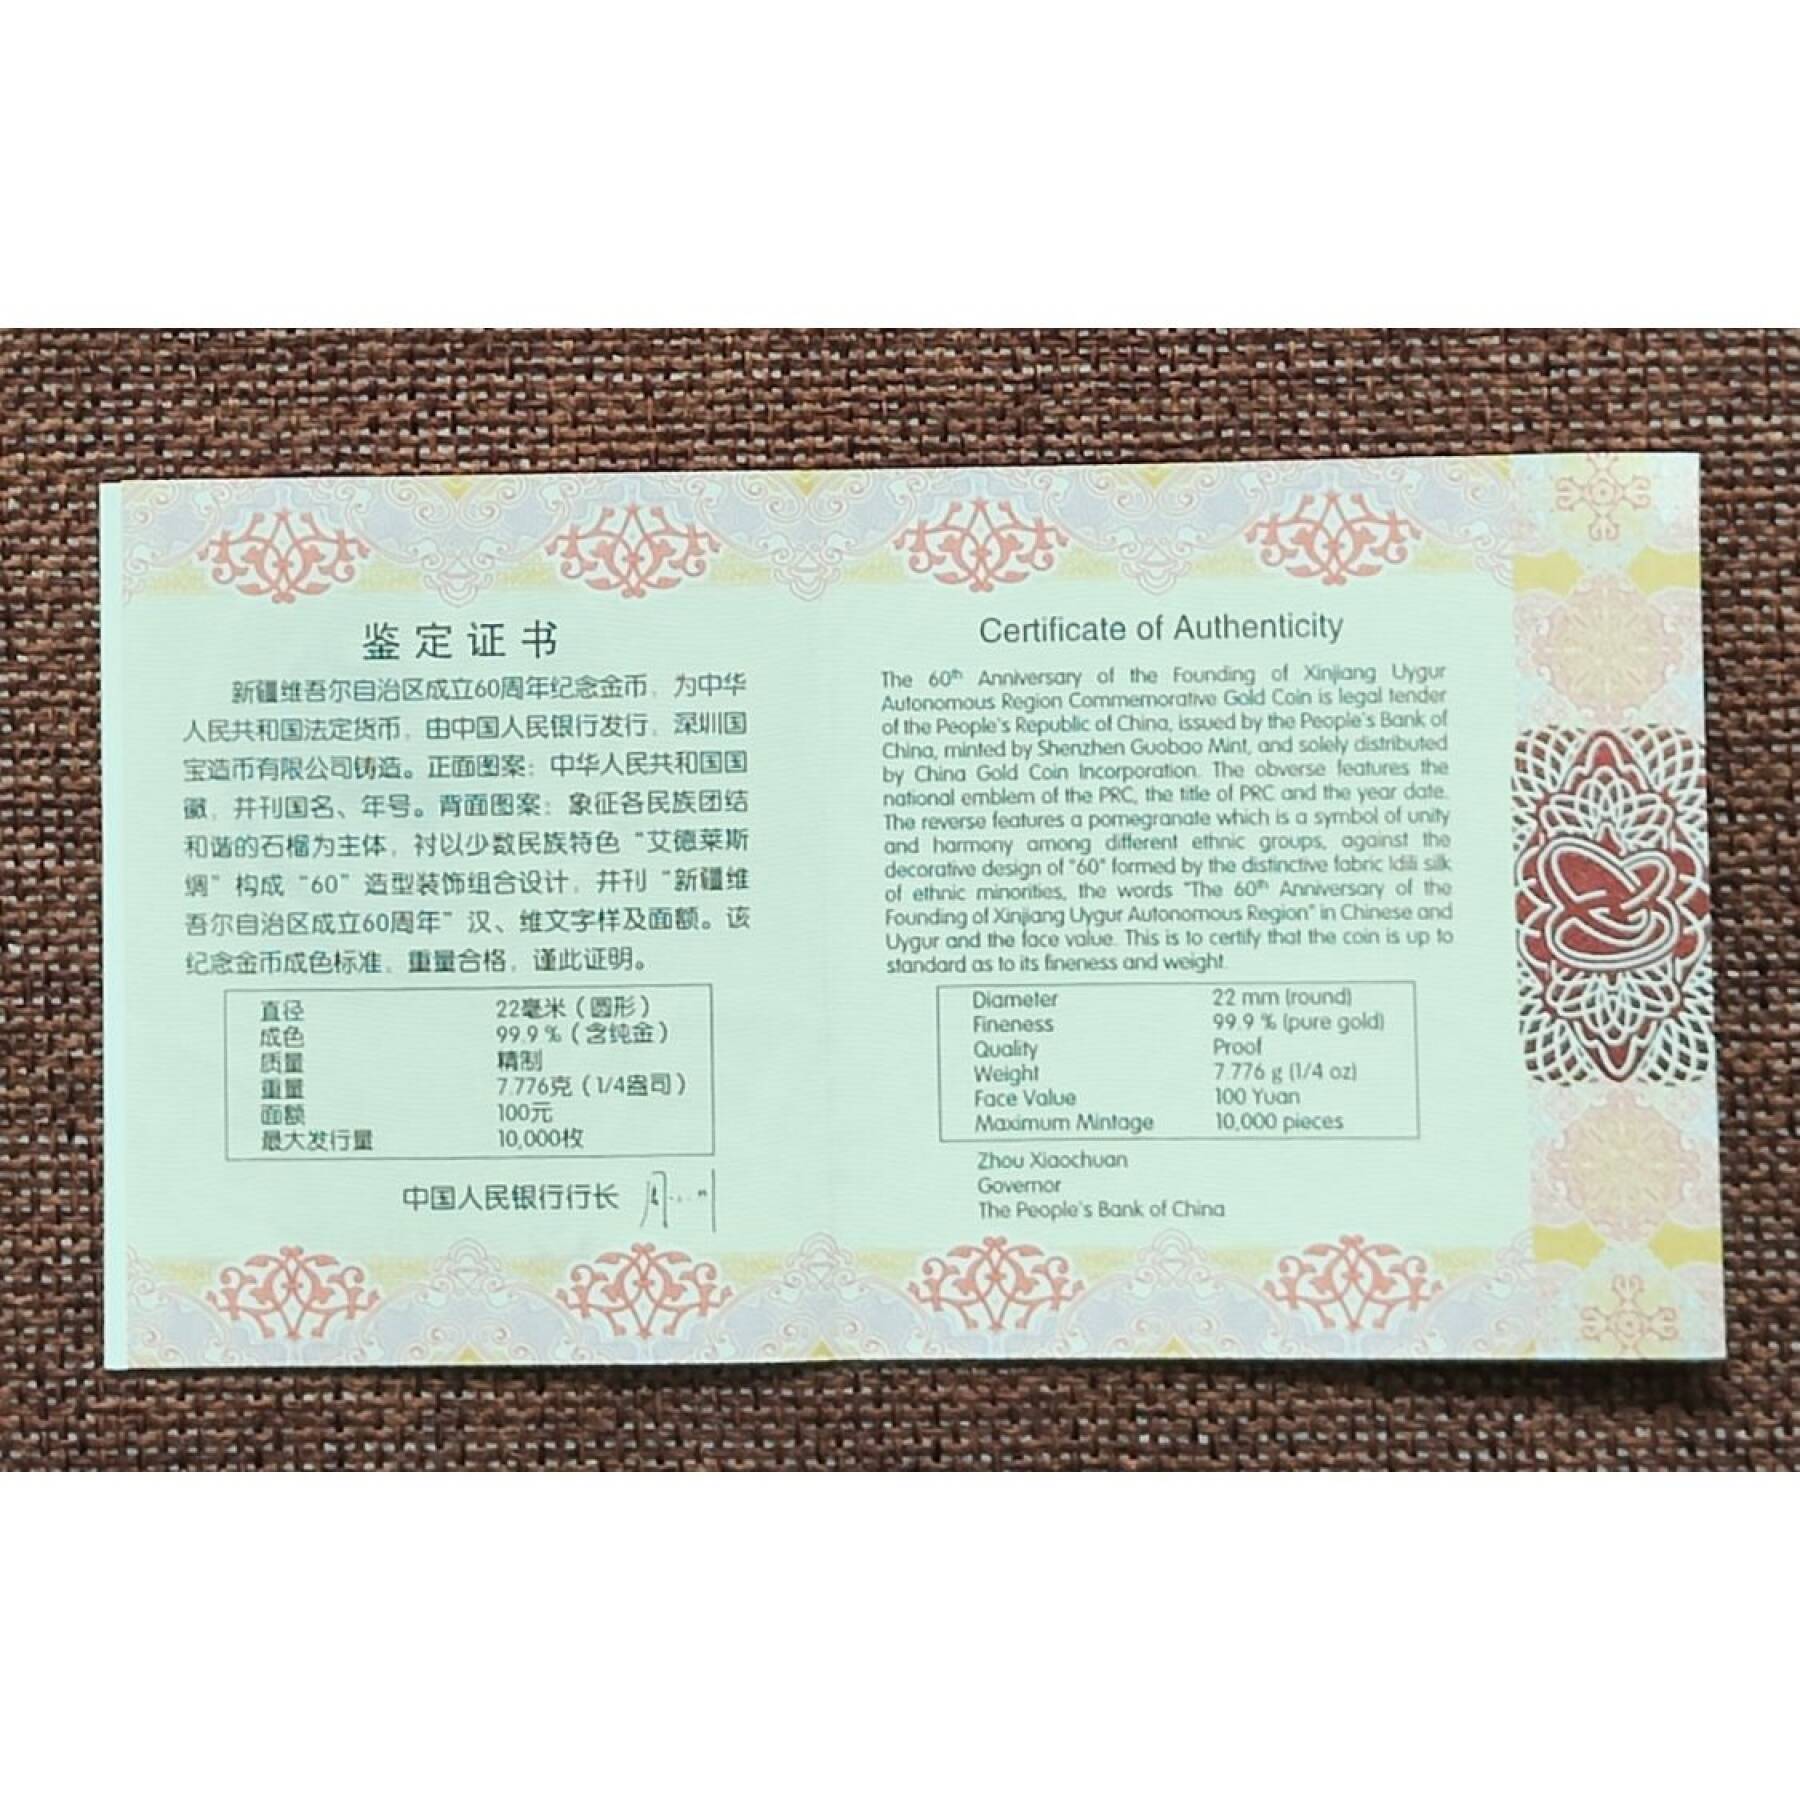 鉴定证书
新疆维吾尔自治区成立60周年纪念金币，为中华
人民共和国法定货币，由中国人民银行发行，深圳国
宝造币有限公司铸造。正面图案：中华人民共和国国
徽，并刊国名、年号。背面图案：象征各民族团结
和谐的石榴为主体，衬以少数民族特色“艾德莱斯
绸”构成“60”造型装饰组合设计，并刊“新疆维
吾尔自治区成立60周年”汉、维文字样及面额。该
纪念金币成色标准，重量合格，谨此证明。
直径 22毫米（圆形）
成色 99.9 %（含纯金）
质量 精制
重量 7.776克（1/4盎司）
面额 100元
最大发行量 10,000枚
中国人民银行行长
Certificate of Authenticity
The 60th Anniversary of the Founding of Xinjiang Uygur
Autonomous Region Commemorative Gold Coin is legal tender
of the People's Republic of China, issued by the People's Bank of
China, minted by Shenzhen Guobao Mint, and solely distributed
by China Gold Coin Incorporation. The obverse features the
national emblem of the PRC, the title of PRC and the year date.
The reverse features a pomegranate which is a symbol of unity
and harmony among different ethnic groups, against the
decorative design of "60" formed by the distinctive fabric Idili silk
of ethnic minorities, the words "The 60th Anniversary of the
Founding of Xinjiang Uygur Autonomous Region" in Chinese and
Uygur and the face value. This is to certify that the coin is up to
standard as to its fineness and weight.
Diameter 22 mm (round)
Fineness 99.9 % (pure gold)
Quality Proof
Weight 7.776 g (1/4 oz)
Face Value 100 Yuan
Maximum Mintage 10,000 pieces
Zhou Xiaochuan
Governor
The People's Bank of China